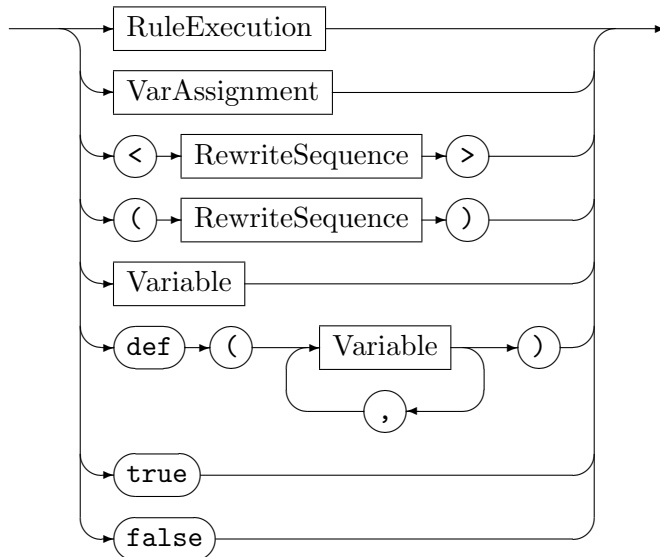 RuleExecution
VarAssignment
< RewriteSequence >
( RewriteSequence )
Variable
def ( Variable )
,
true
false